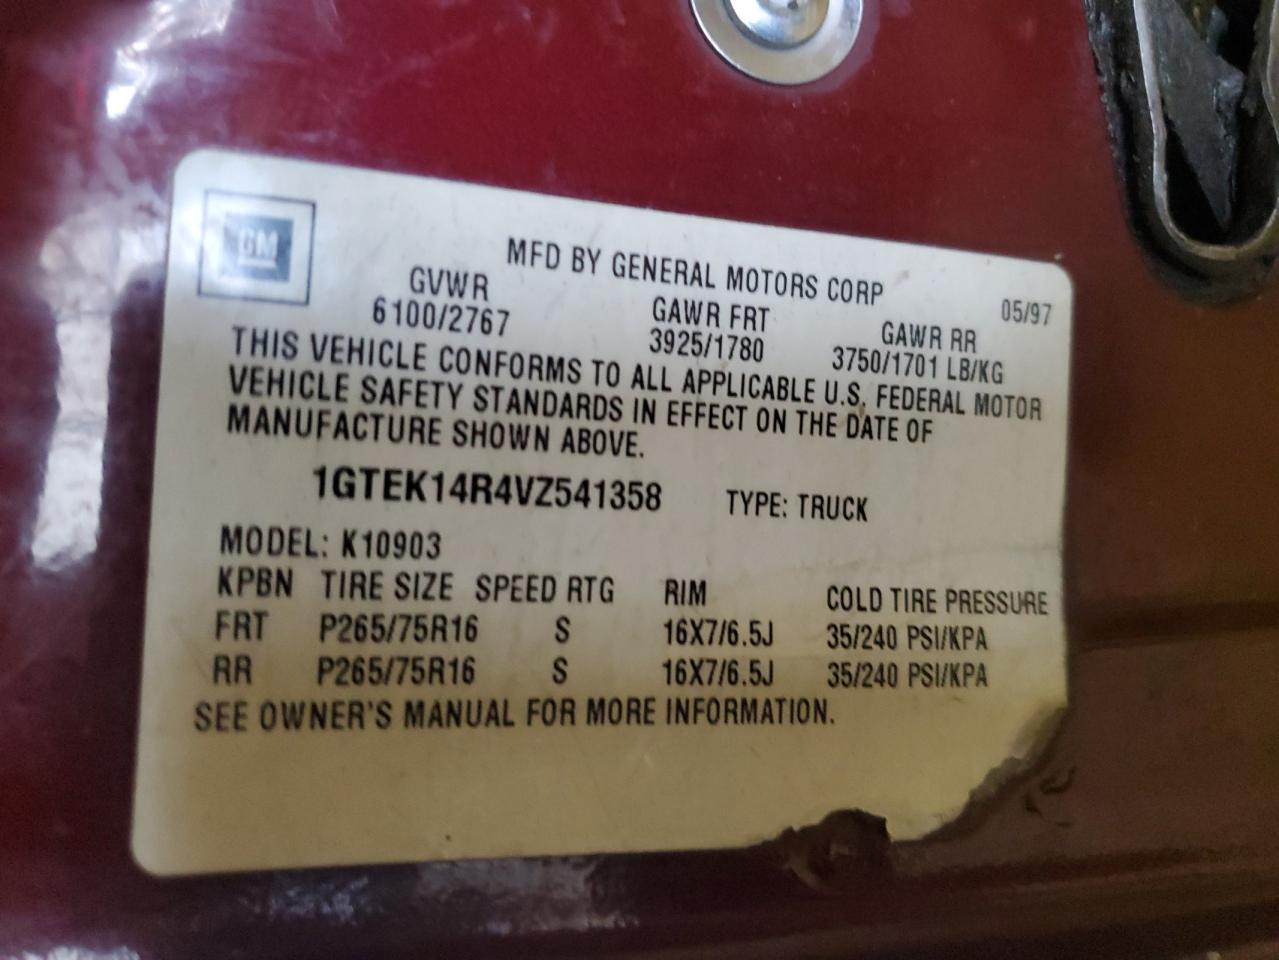 GM
MFD BY GENERAL MOTORS CORP 05/97
GVWR GAWR FRT GAWR RR
6100/2767 3925/1780 3750/1701 LB/KG
THIS VEHICLE CONFORMS TO ALL APPLICABLE U.S. FEDERAL MOTOR
VEHICLE SAFETY STANDARDS IN EFFECT ON THE DATE OF
MANUFACTURE SHOWN ABOVE.
1GTEK14R4VZ541358 TYPE: TRUCK
MODEL: K10903
KPBN TIRE SIZE SPEED RTG RIM COLD TIRE PRESSURE
FRT P265/75R16 S 16X7/6.5J 35/240 PSI/KPA
RR P265/75R16 S 16X7/6.5J 35/240 PSI/KPA
SEE OWNER'S MANUAL FOR MORE INFORMATION.